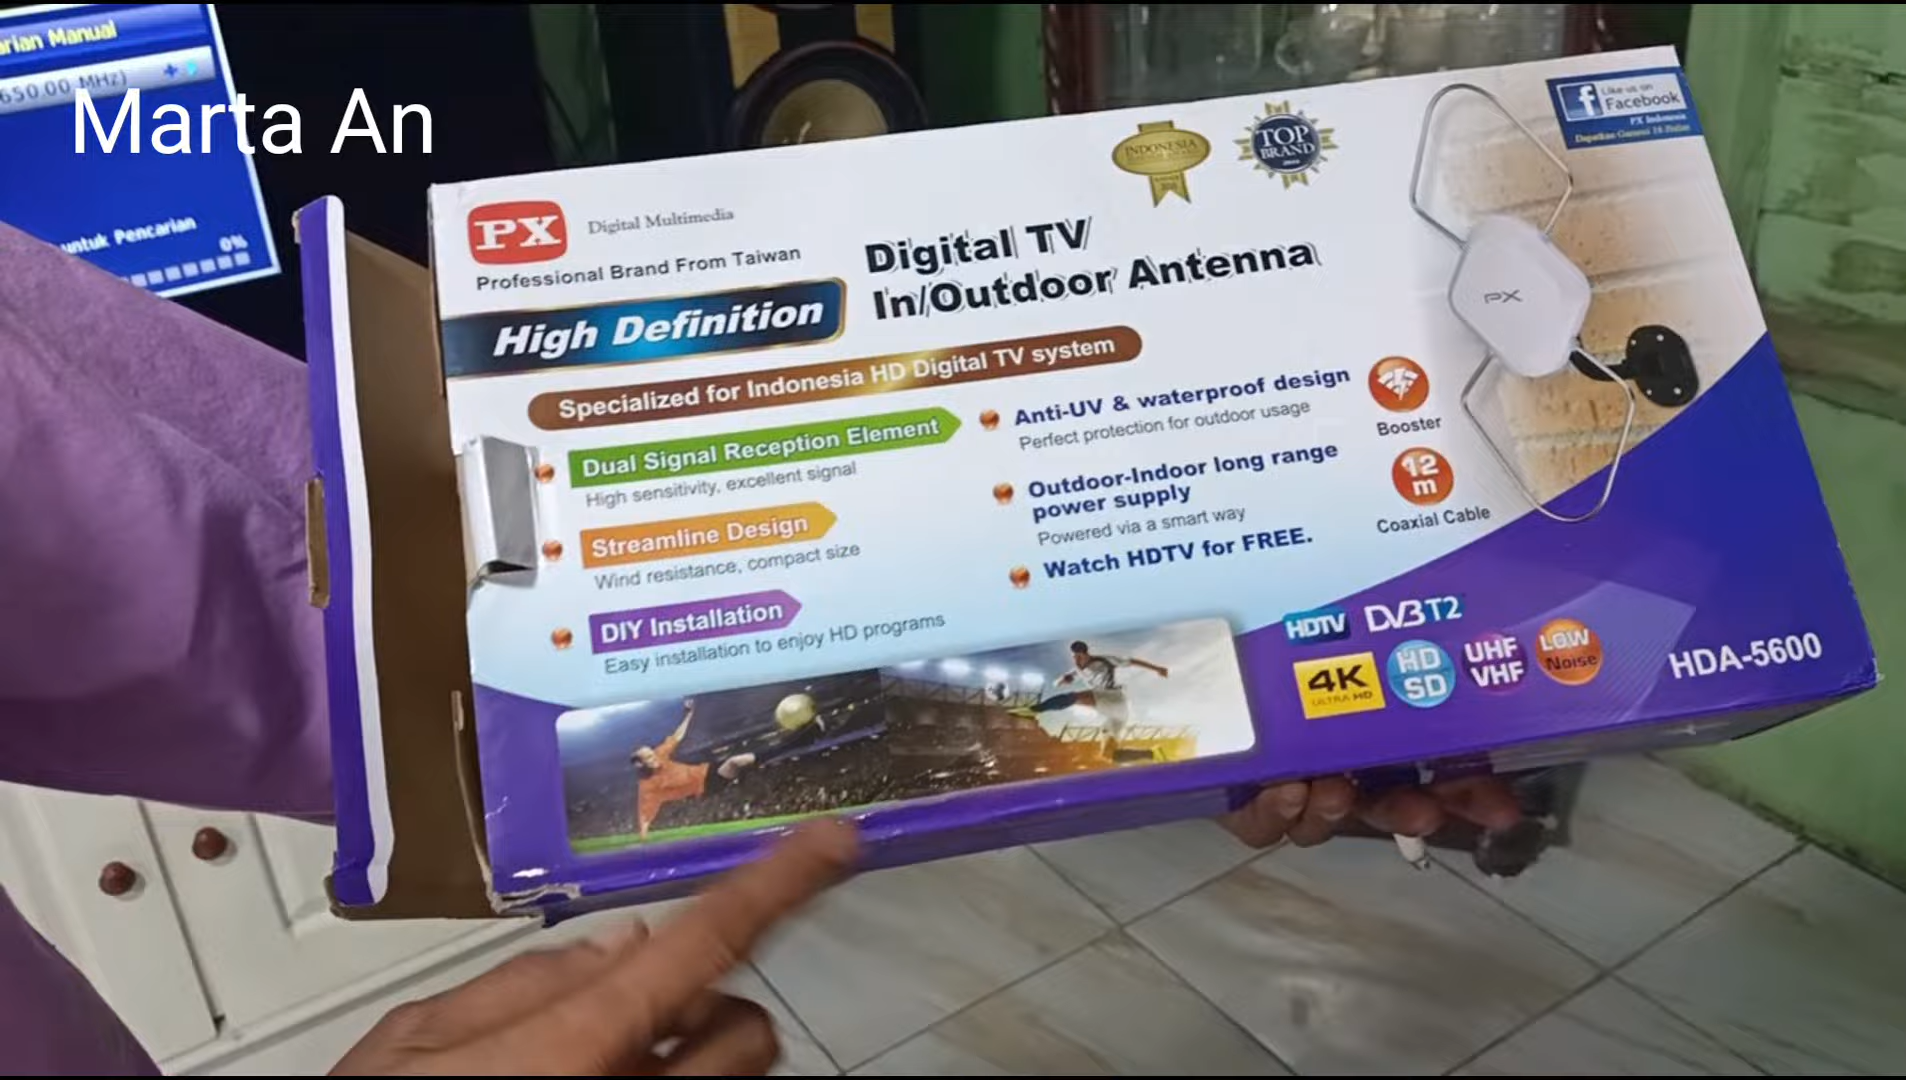 arian Manual
650.00 MHz)
Marta An
untuk Pencarian
0%
PX
Digital Multimedia
Professional Brand From Taiwan
High Definition
Digital TV
In/Outdoor Antenna
INDONESIA
TOP
BRAND
Like us on
Facebook
PX Indonesia
PX
Specialized for Indonesia HD Digital TV system
Dual Signal Reception Element
High sensitivity, excellent signal
Streamline Design
Wind resistance, compact size
DIY Installation
Easy installation to enjoy HD programs
Anti-UV & waterproof design
Perfect protection for outdoor usage
Outdoor-Indoor long range
power supply
Powered via a smart way
Watch HDTV for FREE.
Booster
12
m
Coaxial Cable
HDTV DVB T2
4K
ULTRA HD
HD
SD
UHF
VHF
LOW
Noise
HDA-5600